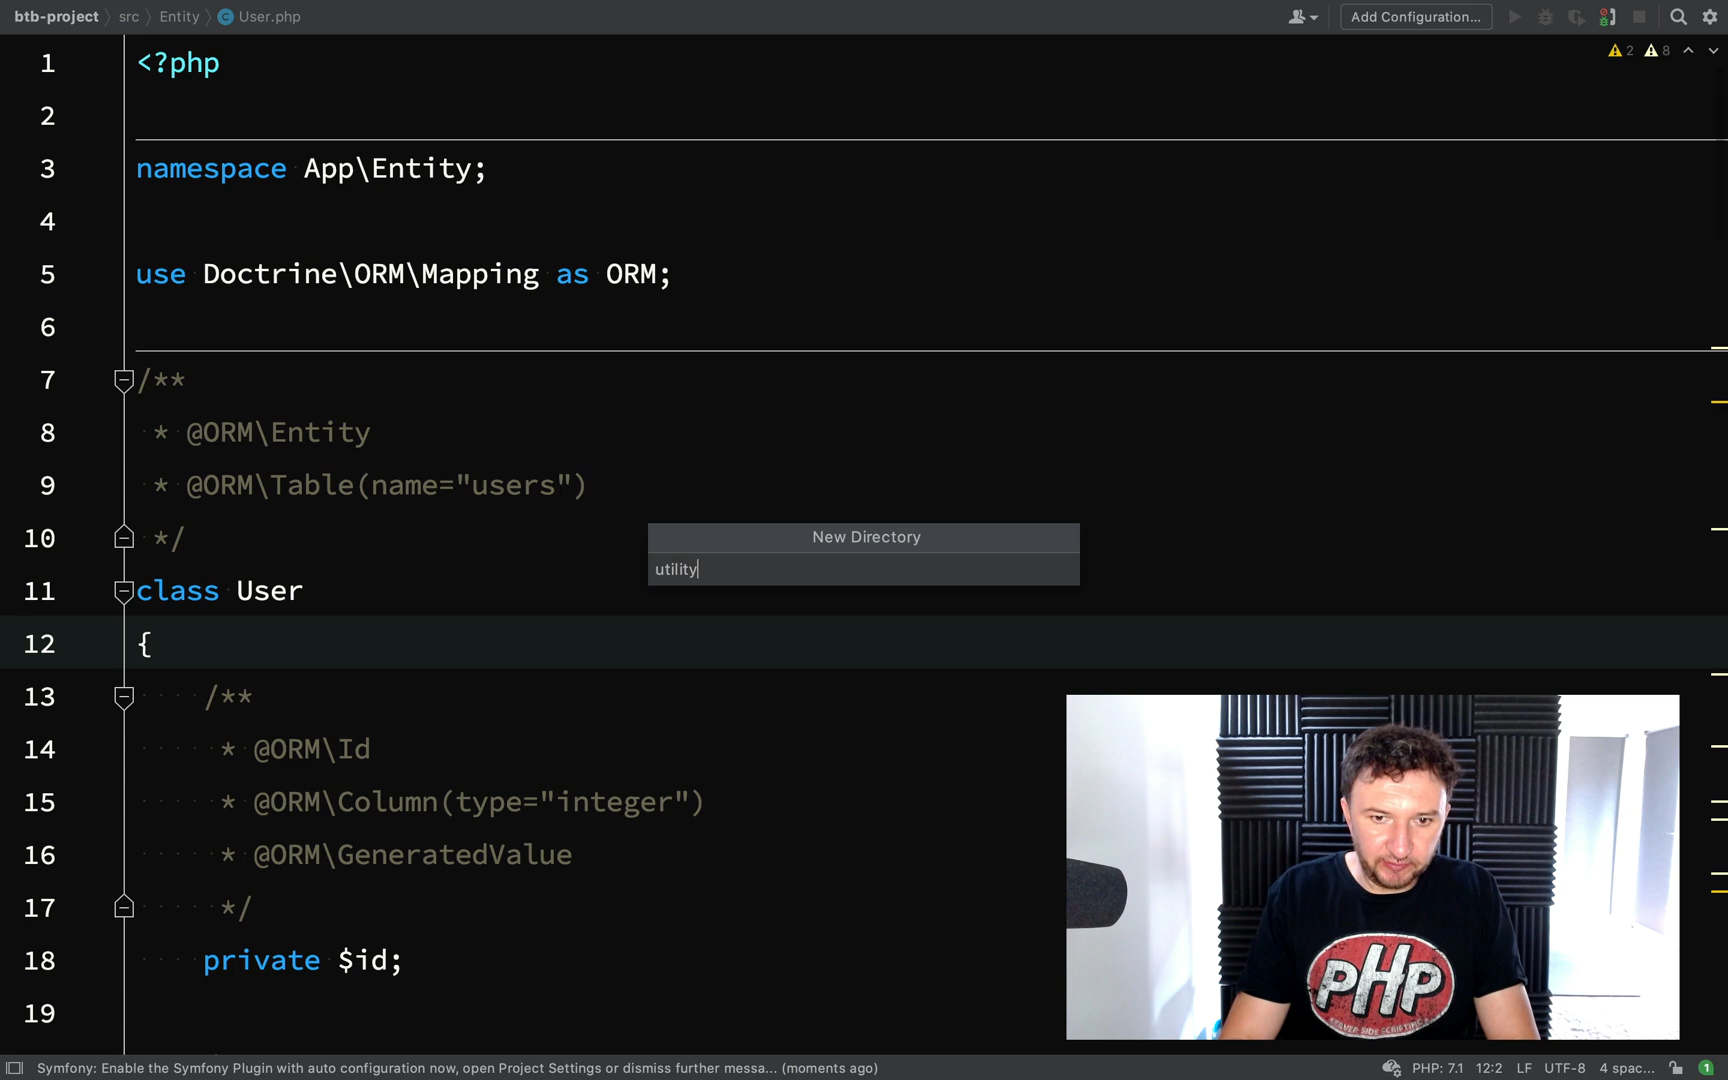 btb-project src Entity User.php Add Configuration...
2 8
1 <?php
2
3 namespace App\Entity;
4
5 use Doctrine\ORM\Mapping as ORM;
6
7 /**
8 * @ORM\Entity
9 * @ORM\Table(name="users")
10 */
New Directory
utility
11 class User
12 {
13 /**
14 * @ORM\Id
15 * @ORM\Column(type="integer")
16 * @ORM\GeneratedValue
17 */
18 private $id;
19
PHP
Symfony: Enable the Symfony Plugin with auto configuration now, open Project Settings or dismiss further messa... (moments ago) PHP: 7.1 12:2 LF UTF-8 4 spac... 1